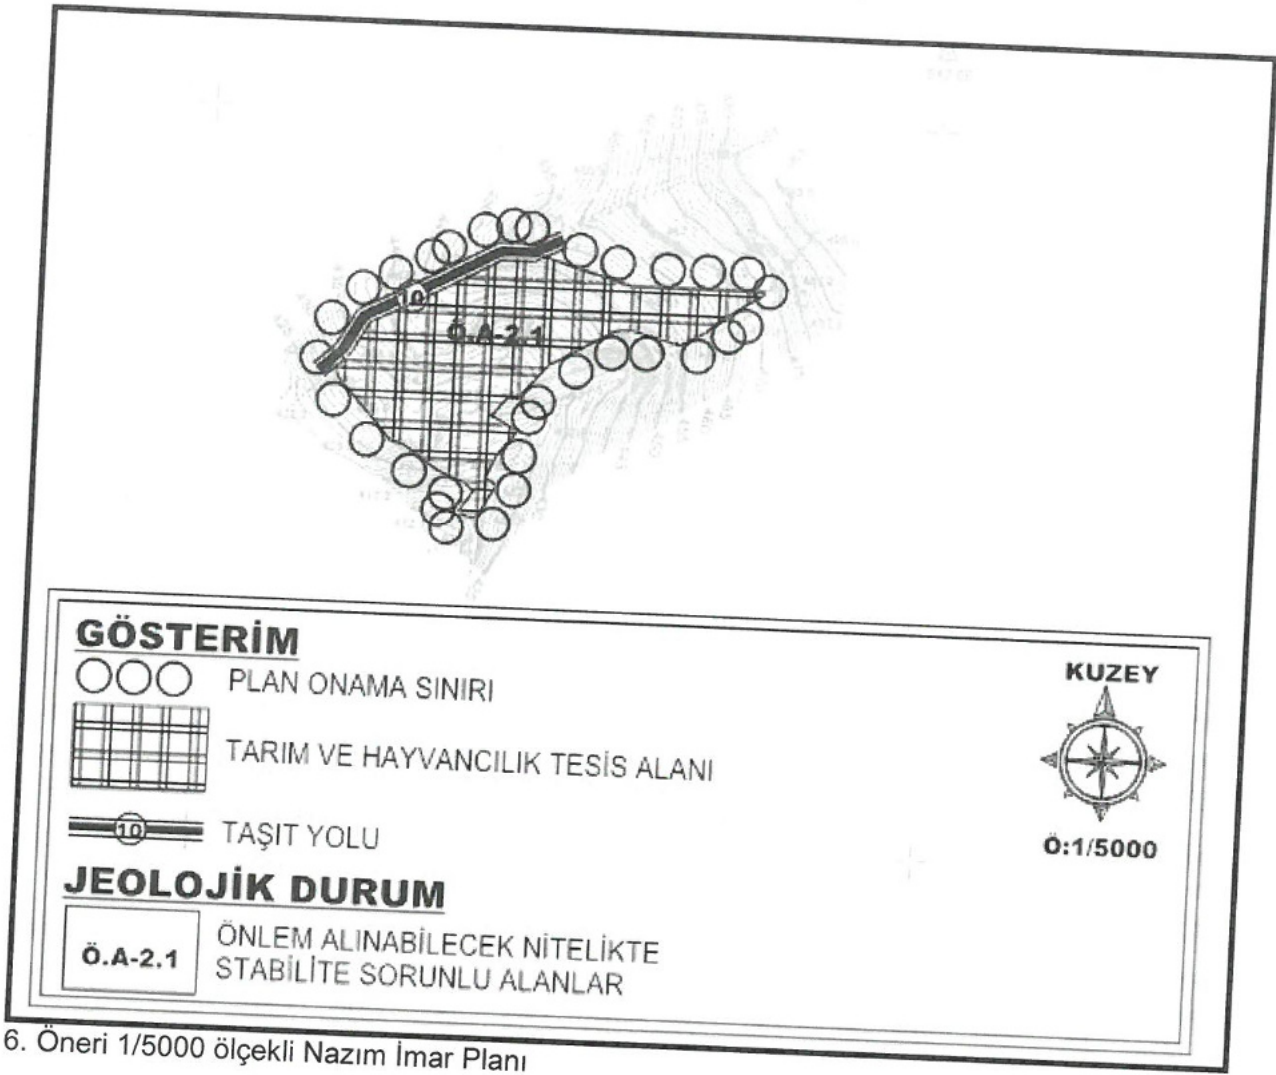 10
Ö.A-2.1
GÖSTERİM
PLAN ONAMA SINIRI
TARIM VE HAYVANCILIK TESİS ALANI
10
TAŞIT YOLU
JEOLOJİK DURUM
Ö.A-2.1
ÖNLEM ALINABİLECEK NİTELİKTE
STABİLİTE SORUNLU ALANLAR
KUZEY
Ö:1/5000
6. Öneri 1/5000 ölçekli Nazım İmar Planı